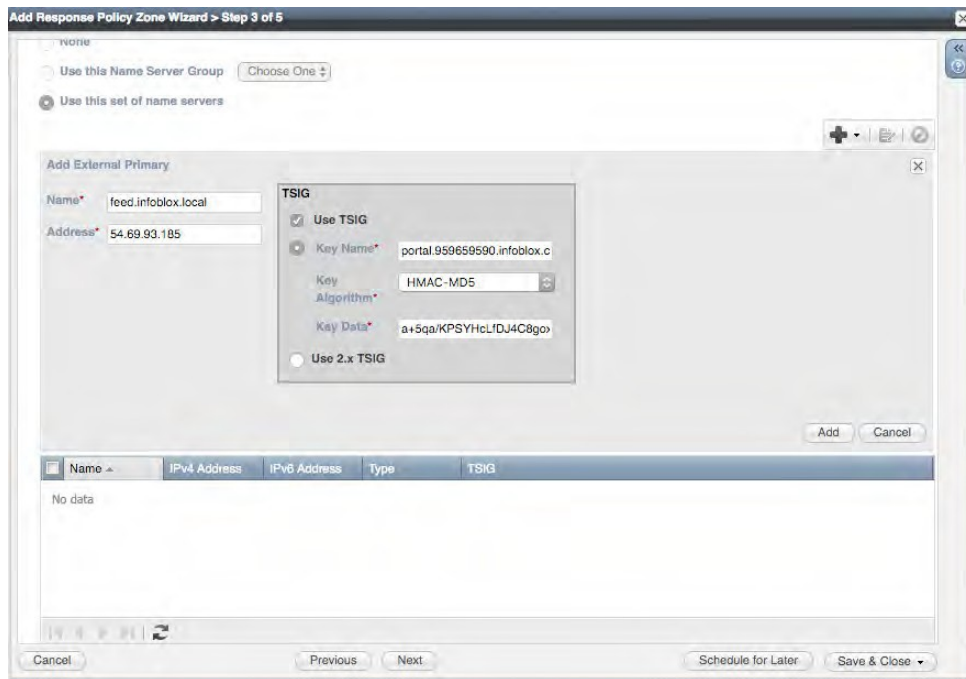 Add Response Policy Zone Wizard > Step 3 of 5
None
Use this Name Server Group Choose One
Use this set of name servers
Add External Primary
Name* feed.infoblox.local
Address* 54.69.93.185
TSIG
Use TSIG
Key Name* portal.959659590.infoblox.c
Key Algorithm* HMAC-MD5
Key Data* a+5qa/KPSYHcLfDJ4C8go
Use 2.x TSIG
Add Cancel
Name IPv4 Address IPv6 Address Type TSIG
No data
Cancel Previous Next Schedule for Later Save & Close